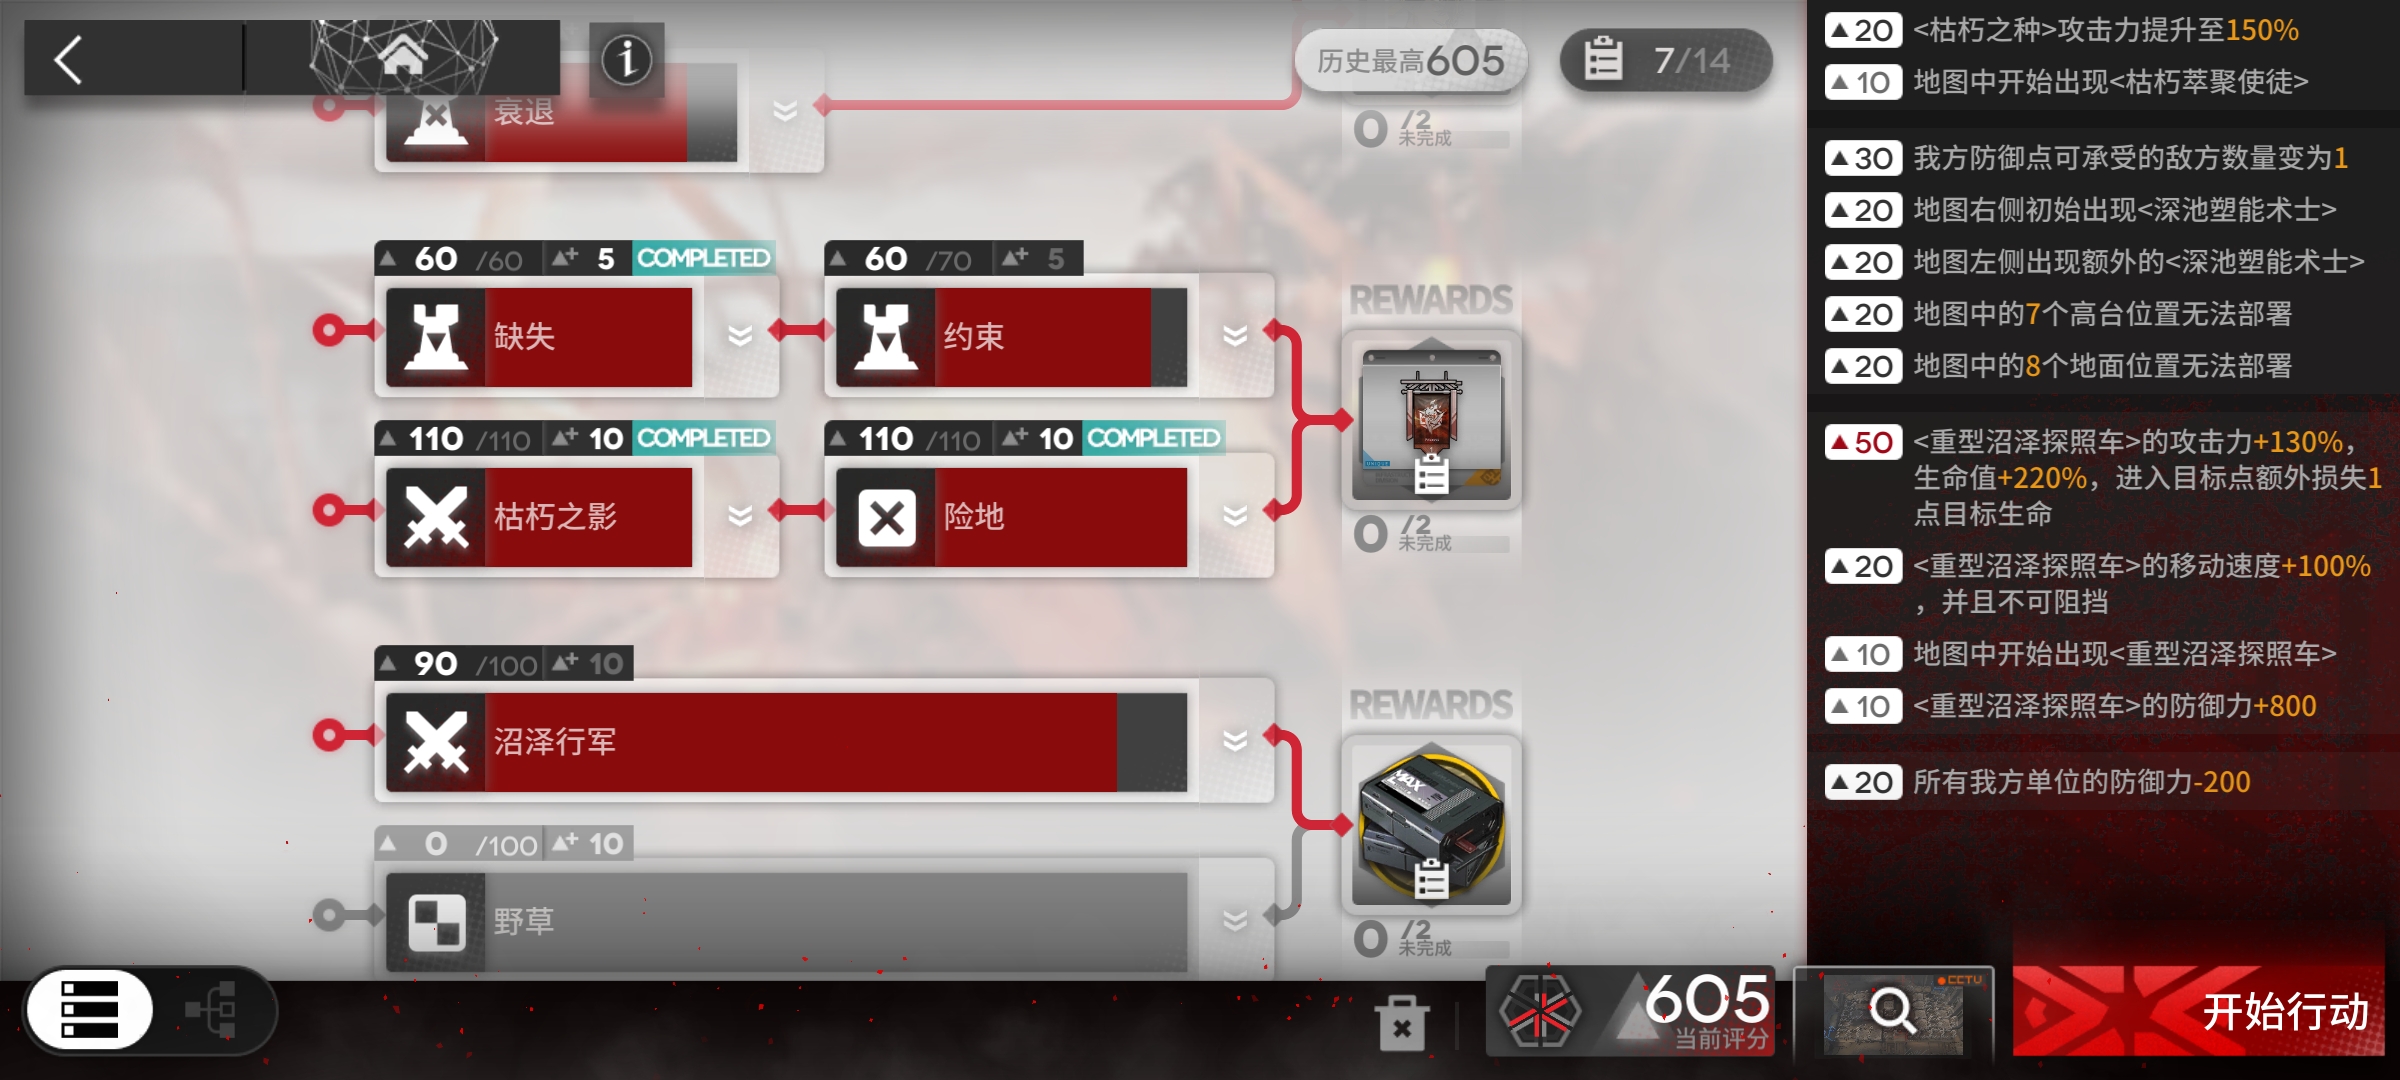 历史最高605
7/14
衰退
0/2
未完成
60/60 5 COMPLETED
缺失
60/70 5
约束
REWARDS
110/110 10 COMPLETED
枯朽之影
110/110 10 COMPLETED
险地
0/2
未完成
90/100 10
沼泽行军
REWARDS
MAX
0/100 10
野草
0/2
未完成
605
当前评分
CCTV
开始行动
20 <枯朽之种>攻击力提升至150%
10 地图中开始出现<枯朽萃聚使徒>
30 我方防御点可承受的敌方数量变为1
20 地图右侧初始出现<深池塑能术士>
20 地图左侧出现额外的<深池塑能术士>
20 地图中的7个高台位置无法部署
20 地图中的8个地面位置无法部署
50 <重型沼泽探照车>的攻击力+130%，
生命值+220%，进入目标点额外损失1
点目标生命
20 <重型沼泽探照车>的移动速度+100%
，并且不可阻挡
10 地图中开始出现<重型沼泽探照车>
10 <重型沼泽探照车>的防御力+800
20 所有我方单位的防御力-200